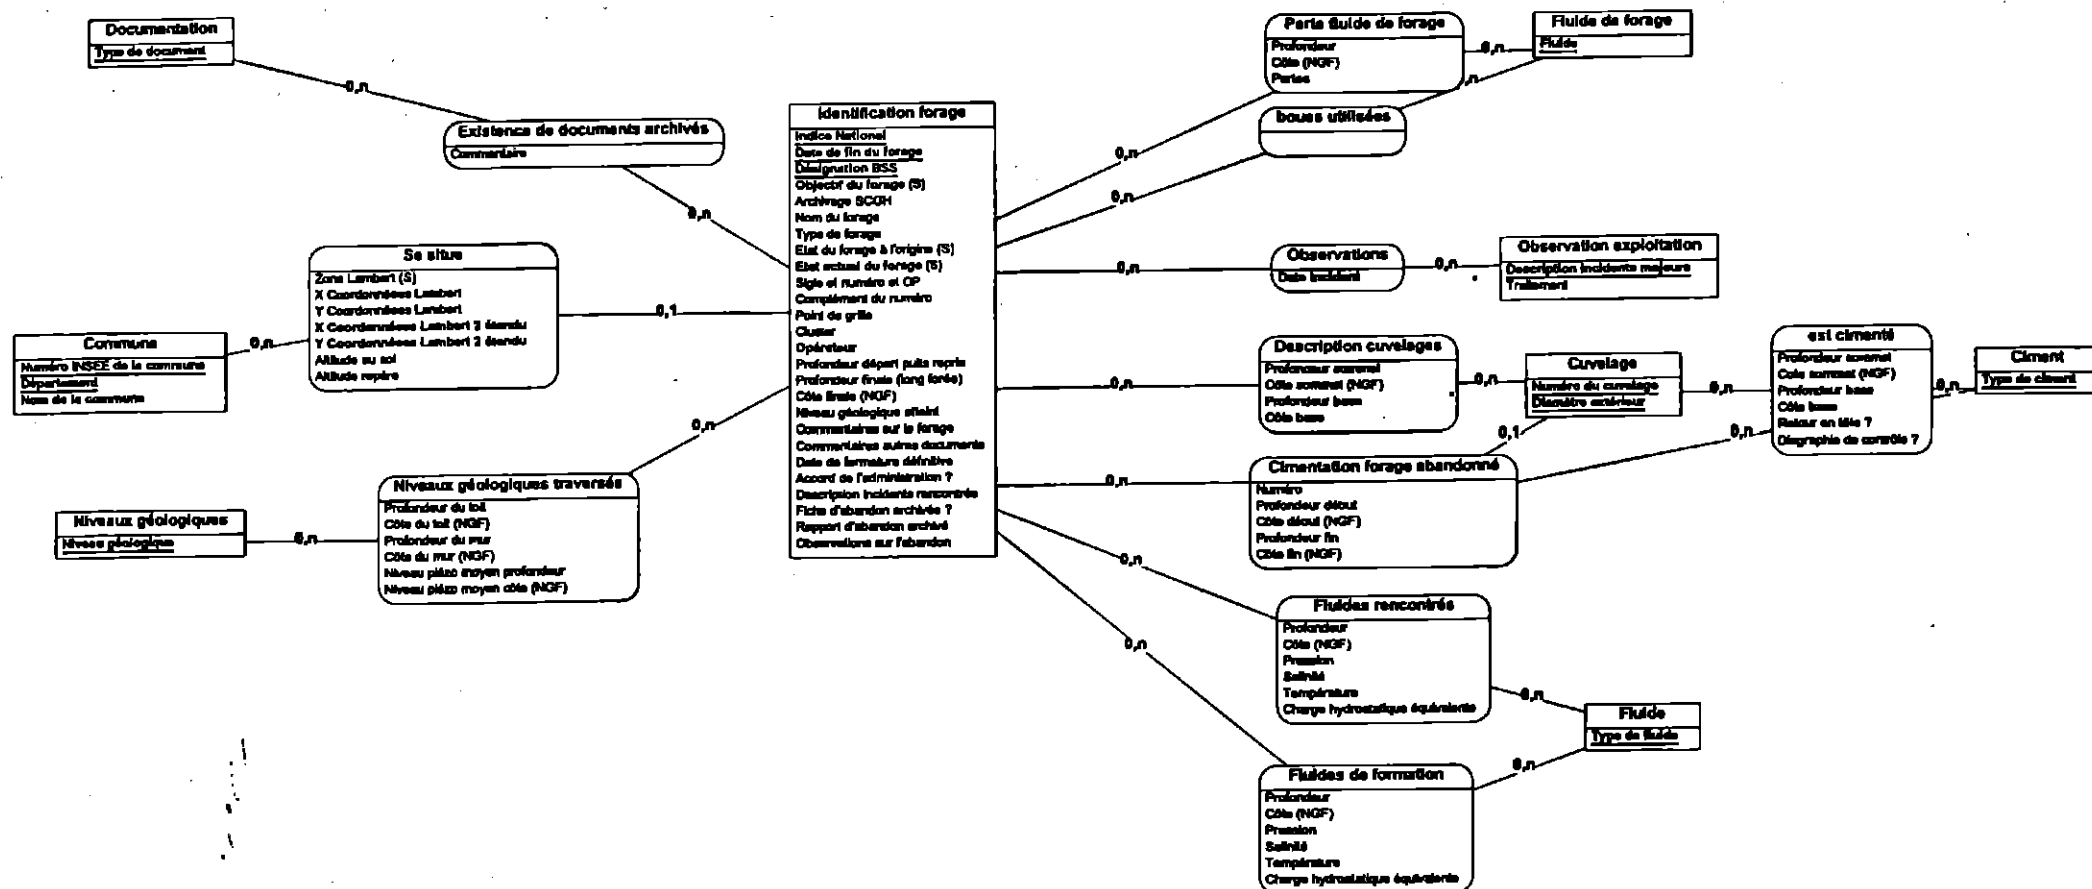 Documentation
Type de document
0,n
Existence de documents archivés
Commentaire
0,n
Se situe
Zone Lambert (S)
X Coordonnées Lambert
Y Coordonnées Lambert
X Coordonnées Lambert 2 étendu
Y Coordonnées Lambert 2 étendu
Altitude au sol
Altitude repère
0,1
0,n
Commune
Numéro INSEE de la commune
Département
Nom de la commune
Niveaux géologiques traversés
Profondeur du toit
Côte du toit (NGF)
Profondeur du mur
Côte du mur (NGF)
Niveau piézo moyen profondeur
Niveau piézo moyen côte (NGF)
0,n
0,n
Niveaux géologiques
Niveau géologique
Identification forage
Indice National
Date de fin du forage
Désignation BSS
Objectif du forage (S)
Archivage SCGH
Nom du forage
Type de forage
Etat du forage à l'origine (S)
Etat actuel du forage (S)
Sigle et numéro et OP
Complément du numéro
Point de grille
Cluster
Opérateur
Profondeur départ puits repris
Profondeur finale (long forée)
Côte finale (NGF)
Niveau géologique atteint
Commentaires sur le forage
Commentaires autres documents
Date de fermeture définitive
Accord de l'administration ?
Description incidents rencontrés
Fiche d'abandon archivée ?
Rapport d'abandon archivé
Observations sur l'abandon
Perte fluide de forage
Profondeur
Côte (NGF)
Pertes
0,n
Fluide de forage
Fluide
0,n
,n
boues utilisées
0,n
Observations
Date incident
0,n
0,n
Observation exploitation
Description incidents majeurs
Traitement
Description cuvelages
Profondeur sommet
Côte sommet (NGF)
Profondeur base
Côte base
0,n
0,n
Cuvelage
Numéro du cuvelage
Diamètre extérieur
0,n
est cimenté
Profondeur sommet
Cote sommet (NGF)
Profondeur base
Côte base
Retour en tête ?
Diagraphie de contrôle ?
0,n
Ciment
Type de ciment
0,1
0,n
Cimentation forage abandonné
Numéro
Profondeur début
Côte début (NGF)
Profondeur fin
Côte fin (NGF)
0,n
Fluides rencontrés
Profondeur
Côte (NGF)
Pression
Salinité
Température
Charge hydrostatique équivalente
0,n
0,n
Fluide
Type de fluide
0,n
0,n
Fluides de formation
Profondeur
Côte (NGF)
Pression
Salinité
Température
Charge hydrostatique équivalente